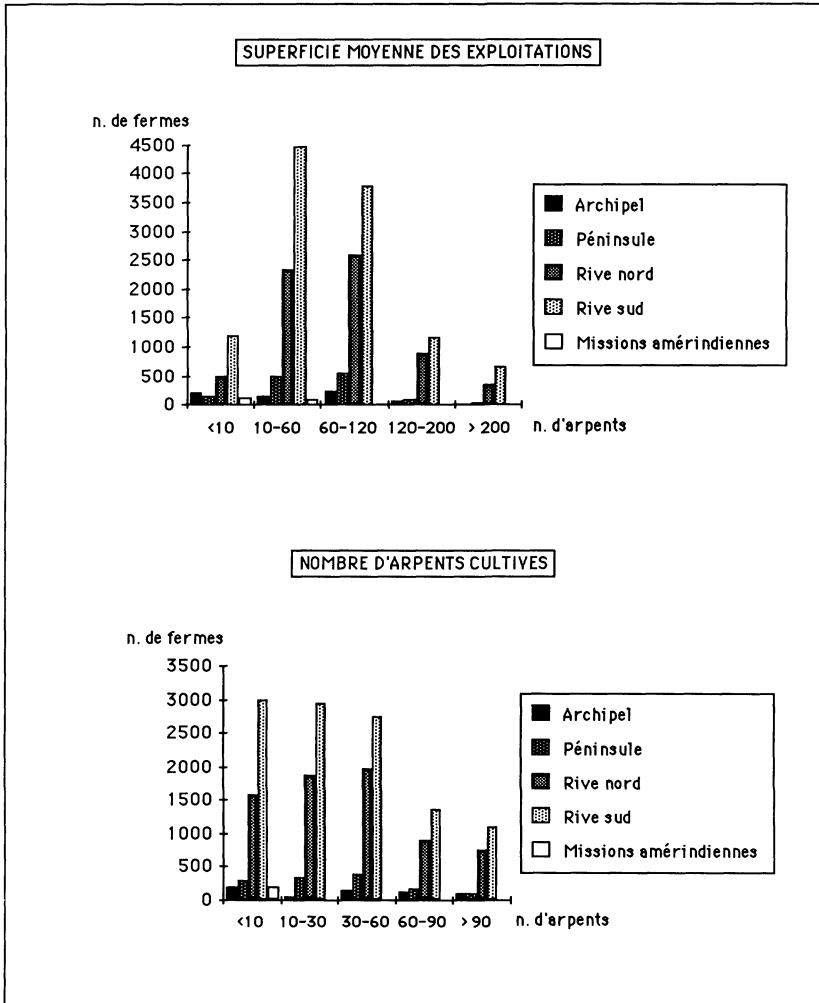 SUPERFICIE MOYENNE DES EXPLOITATIONS
n. de fermes
4500
4000
3500
3000
2500
2000
1500
1000
500
0
<10 10-60 60-120 120-200 > 200 n. d'arpents
Archipel
Péninsule
Rive nord
Rive sud
Missions amérindiennes
NOMBRE D'ARPENTS CULTIVES
n. de fermes
3500
3000
2500
2000
1500
1000
500
0
<10 10-30 30-60 60-90 >90 n. d'arpents
Archipel
Péninsule
Rive nord
Rive sud
Missions amérindiennes